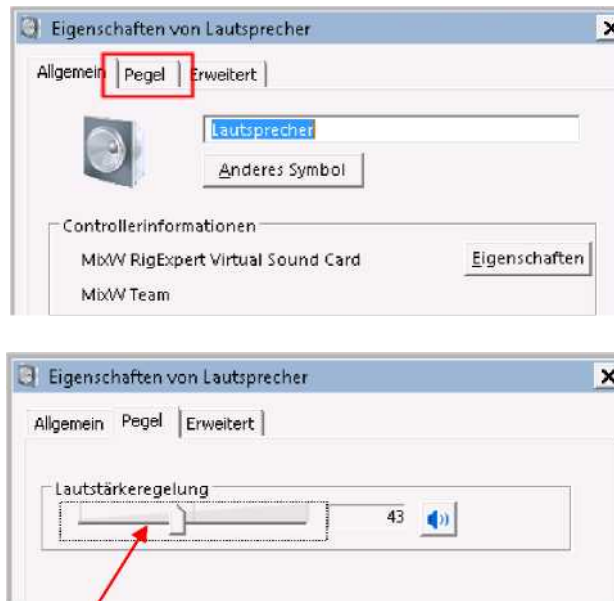 Eigenschaften von Lautsprecher
Allgemein Pegel Erweitert
Lautsprecher
Anderes Symbol
Controllerinformationen
MixW RigExpert Virtual Sound Card Eigenschaften
MixW Team
Eigenschaften von Lautsprecher
Allgemein Pegel Erweitert
Lautstärkeregelung
43